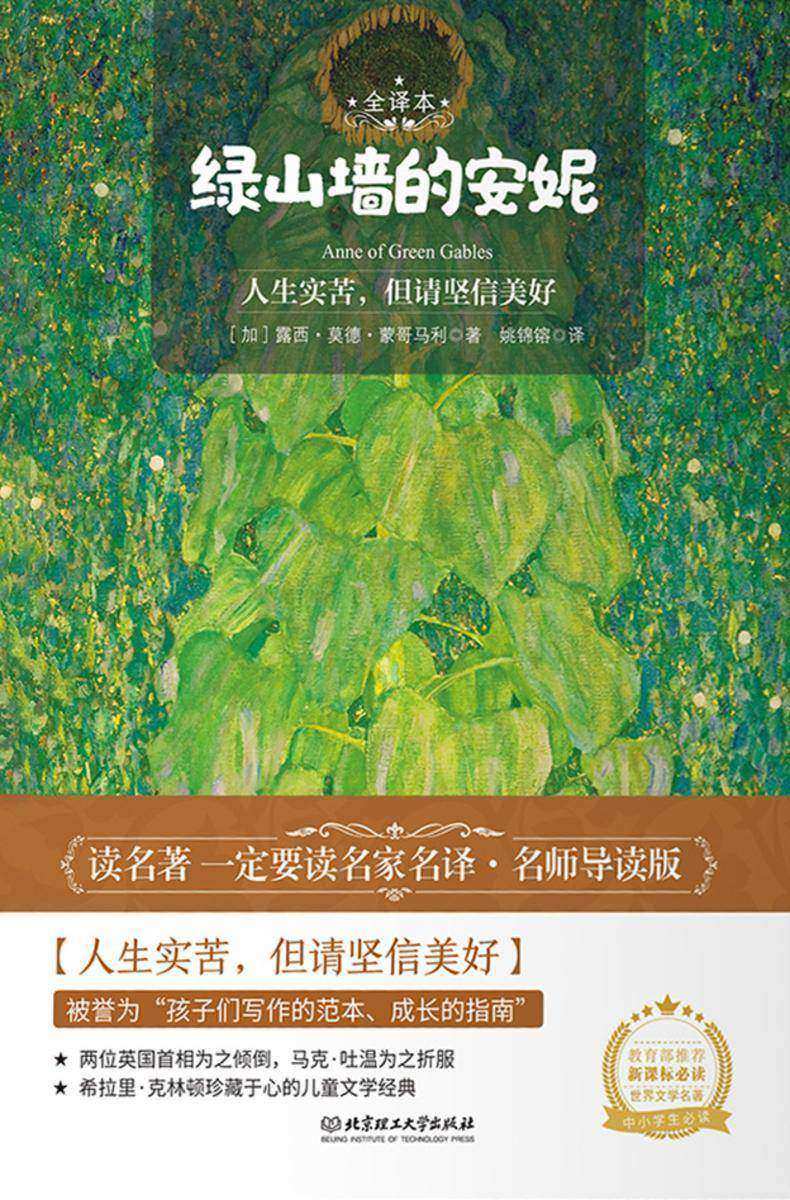 全译本
绿山墙的安妮
Anne of Green Gables
人生实苦，但请坚信美好
［加］露西·莫德·蒙哥马利◎著 姚锦镕◎译
读名著 一定要读名家名译·名师导读版
【人生实苦，但请坚信美好】
被誉为“孩子们写作的范本、成长的指南”
★ 两位英国首相为之倾倒，马克·吐温为之折服
★ 希拉里·克林顿珍藏于心的儿童文学经典
教育部推荐
新课标必读
世界文学名著
中小学生必读
北京理工大学出版社
BEIJING INSTITUTE OF TECHNOLOGY PRESS